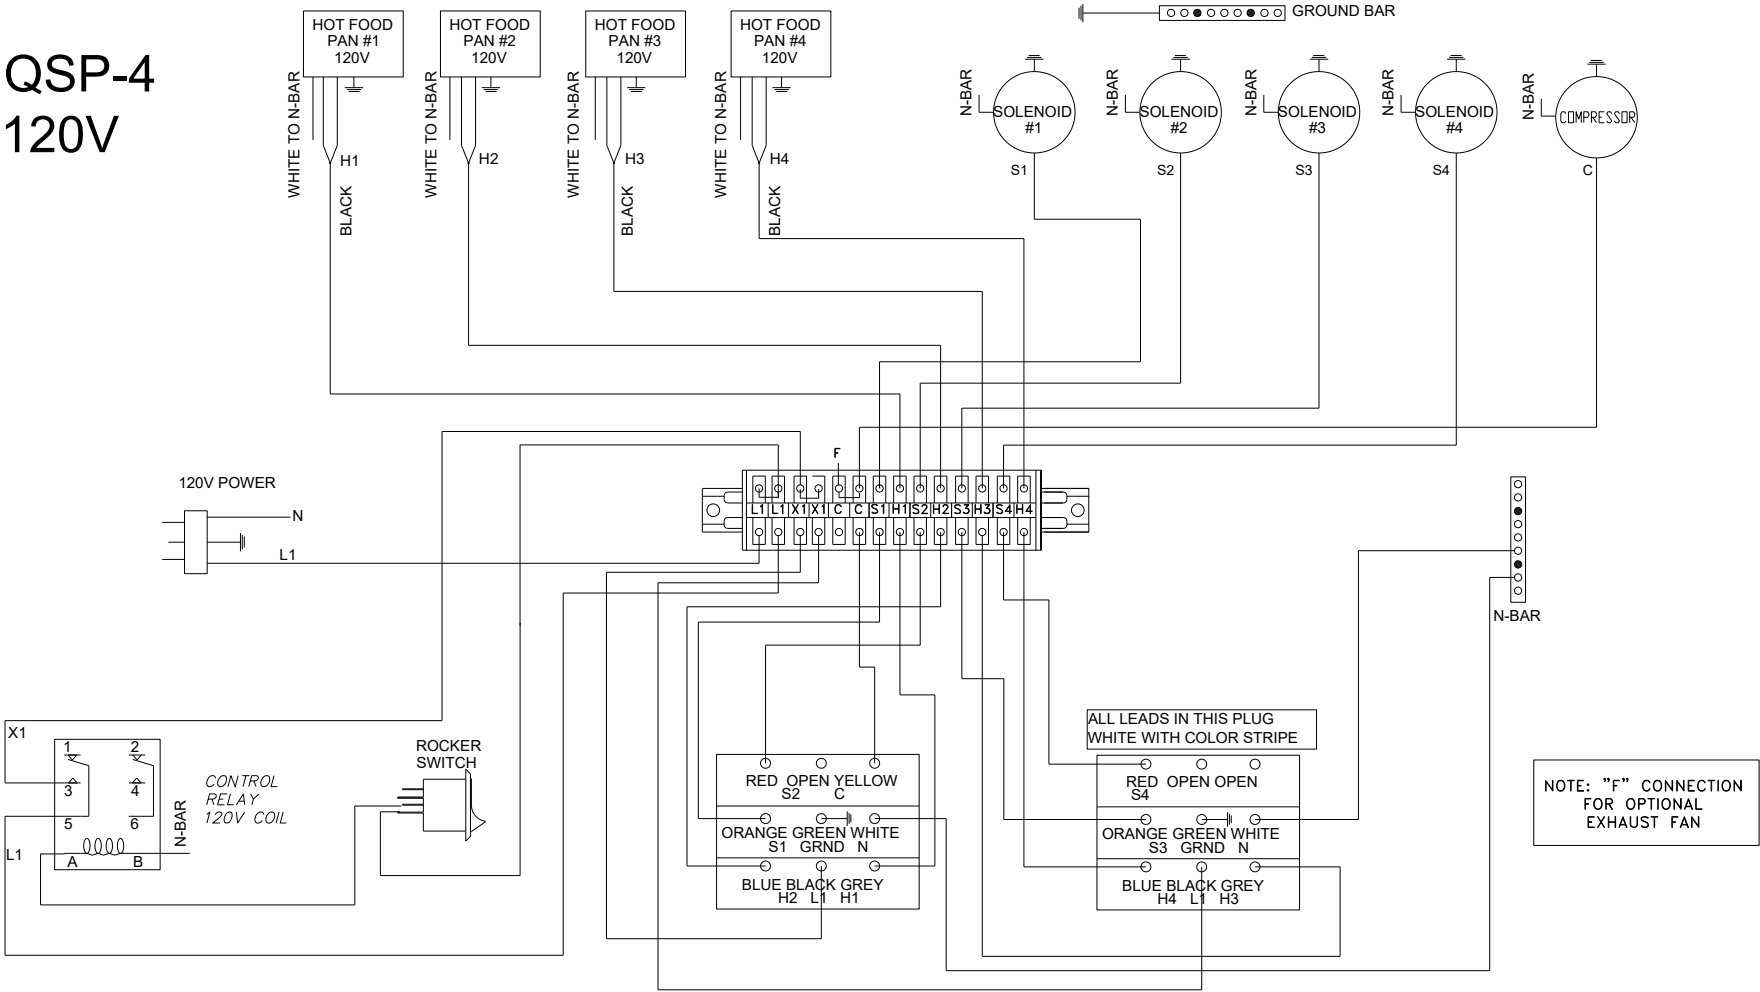 QSP-4
120V
HOT FOOD
PAN #1
120V
HOT FOOD
PAN #2
120V
HOT FOOD
PAN #3
120V
HOT FOOD
PAN #4
120V
WHITE TO N-BAR
H1
BLACK
WHITE TO N-BAR
H2
WHITE TO N-BAR
H3
BLACK
WHITE TO N-BAR
H4
BLACK
GROUND BAR
N-BAR
SOLENOID
#1
S1
N-BAR
SOLENOID
#2
S2
N-BAR
SOLENOID
#3
S3
N-BAR
SOLENOID
#4
S4
N-BAR
COMPRESSOR
C
F
L1 L1 X1 X1 C C S1 H1 S2 H2 S3 H3 S4 H4
120V POWER
N
L1
N-BAR
X1
L1
1 2
3 4
5 6
A B
CONTROL
RELAY
120V COIL
N-BAR
ROCKER
SWITCH
RED OPEN YELLOW
S2 C
ORANGE GREEN WHITE
S1 GRND N
BLUE BLACK GREY
H2 L1 H1
ALL LEADS IN THIS PLUG
WHITE WITH COLOR STRIPE
RED OPEN OPEN
S4
ORANGE GREEN WHITE
S3 GRND N
BLUE BLACK GREY
H4 L1 H3
NOTE: "F" CONNECTION
FOR OPTIONAL
EXHAUST FAN